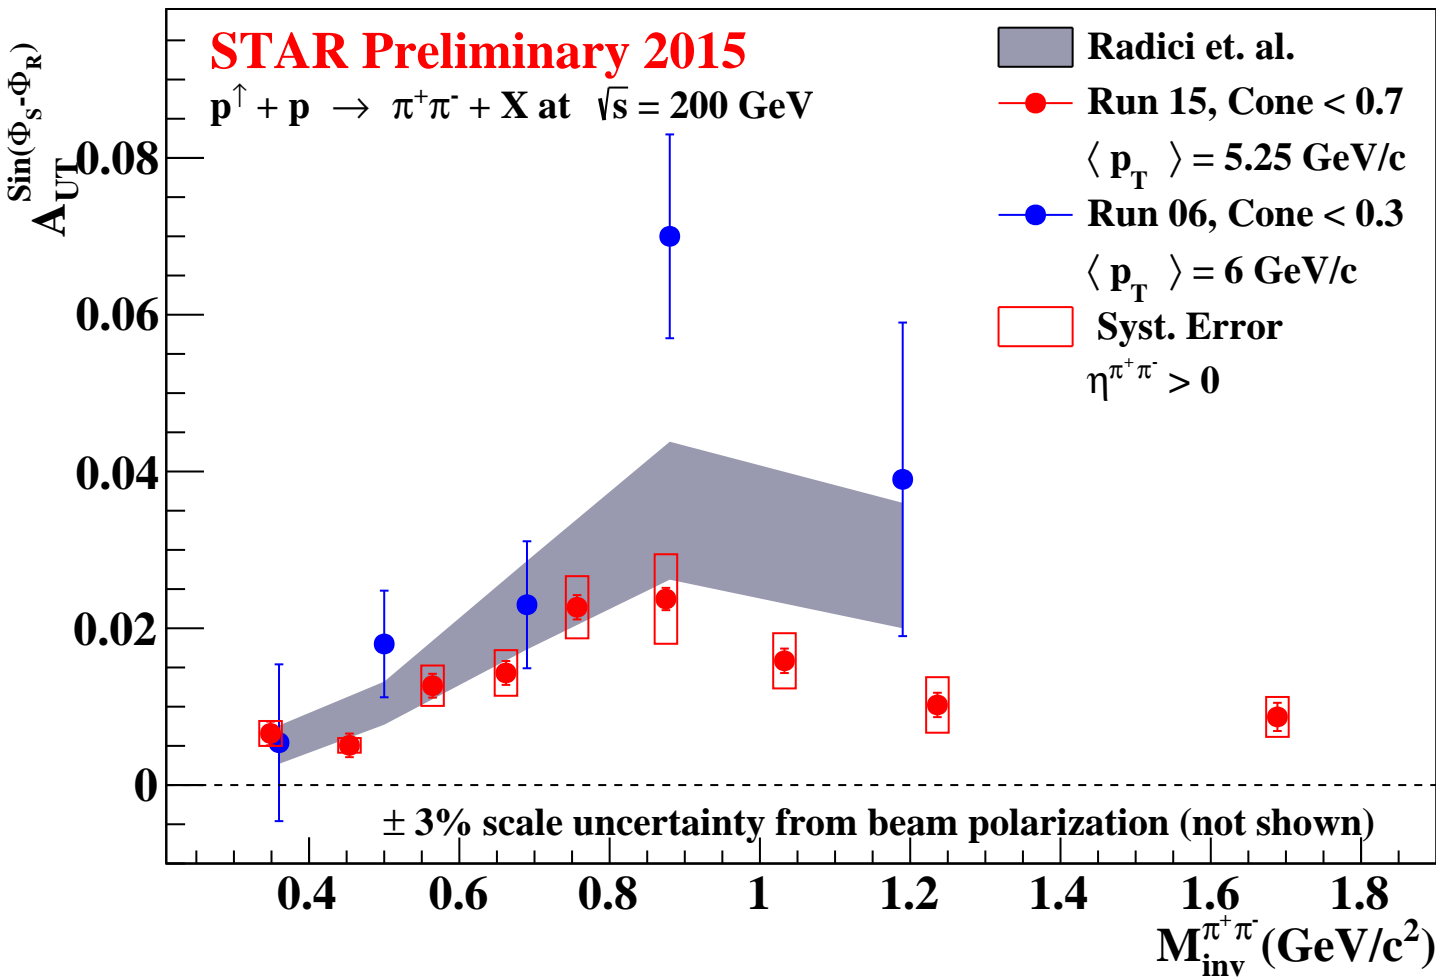 STAR Preliminary 2015
p↑ + p → π+π- + X at √s = 200 GeV
Radici et. al.
Run 15, Cone < 0.7
⟨ pT ⟩ = 5.25 GeV/c
Run 06, Cone < 0.3
⟨ pT ⟩ = 6 GeV/c
Syst. Error
ηπ+π- > 0
AUT Sin(ΦS-ΦR)
0.08
0.06
0.04
0.02
0
± 3% scale uncertainty from beam polarization (not shown)
0.4 0.6 0.8 1 1.2 1.4 1.6 1.8
Minv π+π- (GeV/c2)